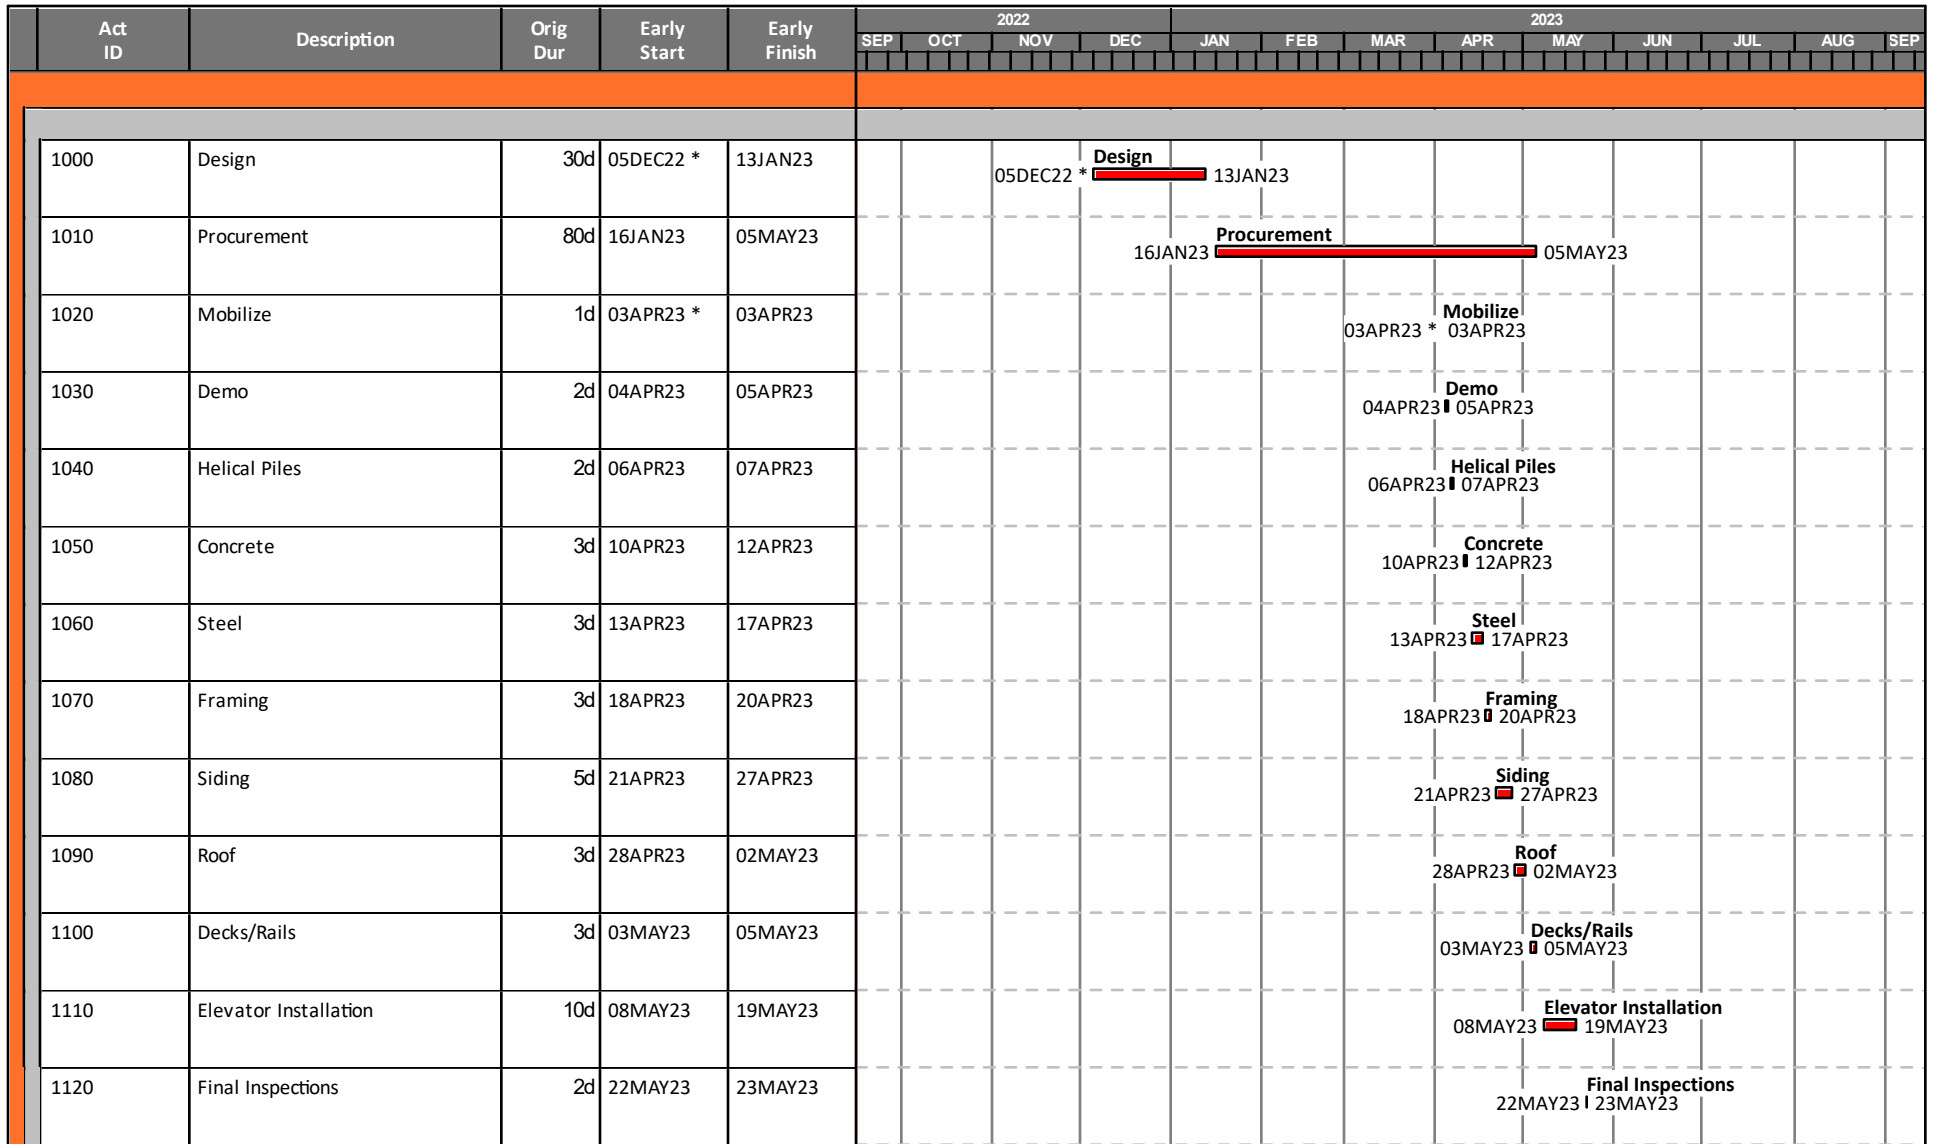 Act ID Description Orig Dur Early Start Early Finish
2022 2023
SEP OCT NOV DEC JAN FEB MAR APR MAY JUN JUL AUG SEP
1000 Design 30d 05DEC22 * 13JAN23
Design
05DEC22 * 13JAN23
1010 Procurement 80d 16JAN23 05MAY23
Procurement
16JAN23 05MAY23
1020 Mobilize 1d 03APR23 * 03APR23
Mobilize
03APR23 * 03APR23
1030 Demo 2d 04APR23 05APR23
Demo
04APR23 05APR23
1040 Helical Piles 2d 06APR23 07APR23
Helical Piles
06APR23 07APR23
1050 Concrete 3d 10APR23 12APR23
Concrete
10APR23 12APR23
1060 Steel 3d 13APR23 17APR23
Steel
13APR23 17APR23
1070 Framing 3d 18APR23 20APR23
Framing
18APR23 20APR23
1080 Siding 5d 21APR23 27APR23
Siding
21APR23 27APR23
1090 Roof 3d 28APR23 02MAY23
Roof
28APR23 02MAY23
1100 Decks/Rails 3d 03MAY23 05MAY23
Decks/Rails
03MAY23 05MAY23
1110 Elevator Installation 10d 08MAY23 19MAY23
Elevator Installation
08MAY23 19MAY23
1120 Final Inspections 2d 22MAY23 23MAY23
Final Inspections
22MAY23 23MAY23